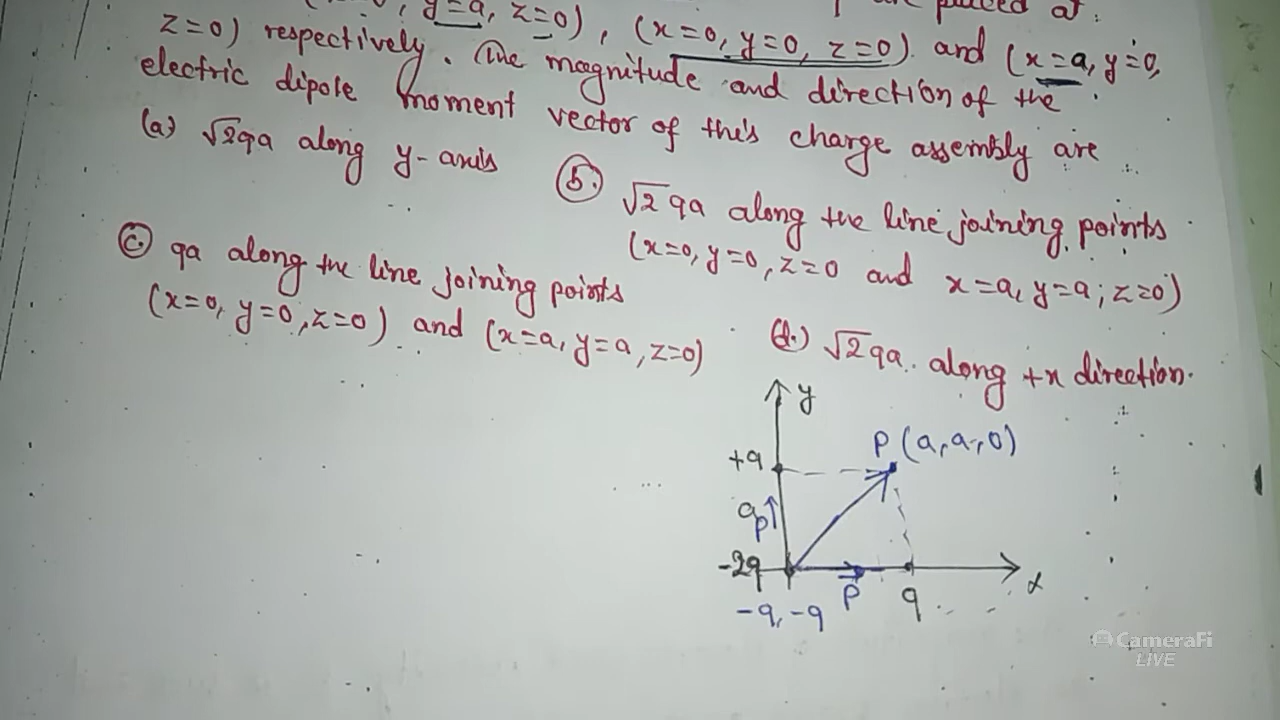 y=a, z=0), (x=0, y=0, z=0) and (x=a, y=0,
z=0) respectively. The magnitude and direction of the
electric dipole moment vector of this charge assembly are
(a) √2qa along y-axis
(b.) √2 qa along the line joining points
(x=0, y=0, z=0 and x=a, y=a; z=0)
(c.) qa along the line joining points
(x=0, y=0, z=0) and (x=a, y=a, z=0)
(d.) √2qa. along +x direction.
y
P(a,a,0)
+q
a
P
-2q
x
-q,-q
P
q
CameraFi
LIVE